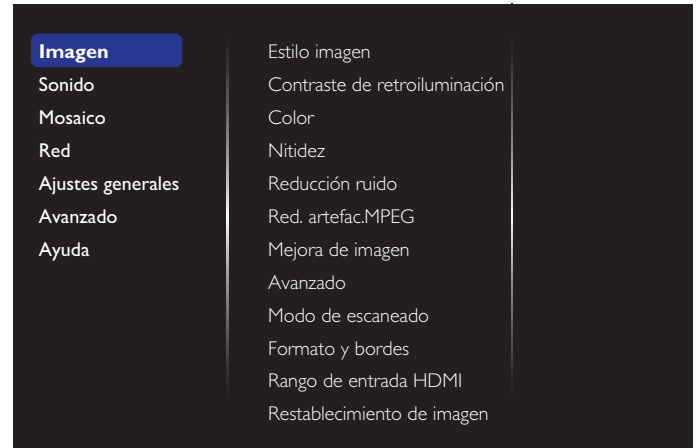 Imagen
Sonido
Mosaico
Red
Ajustes generales
Avanzado
Ayuda
Estilo imagen
Contraste de retroiluminación
Color
Nitidez
Reducción ruido
Red. artefac.MPEG
Mejora de imagen
Avanzado
Modo de escaneado
Formato y bordes
Rango de entrada HDMI
Restablecimiento de imagen